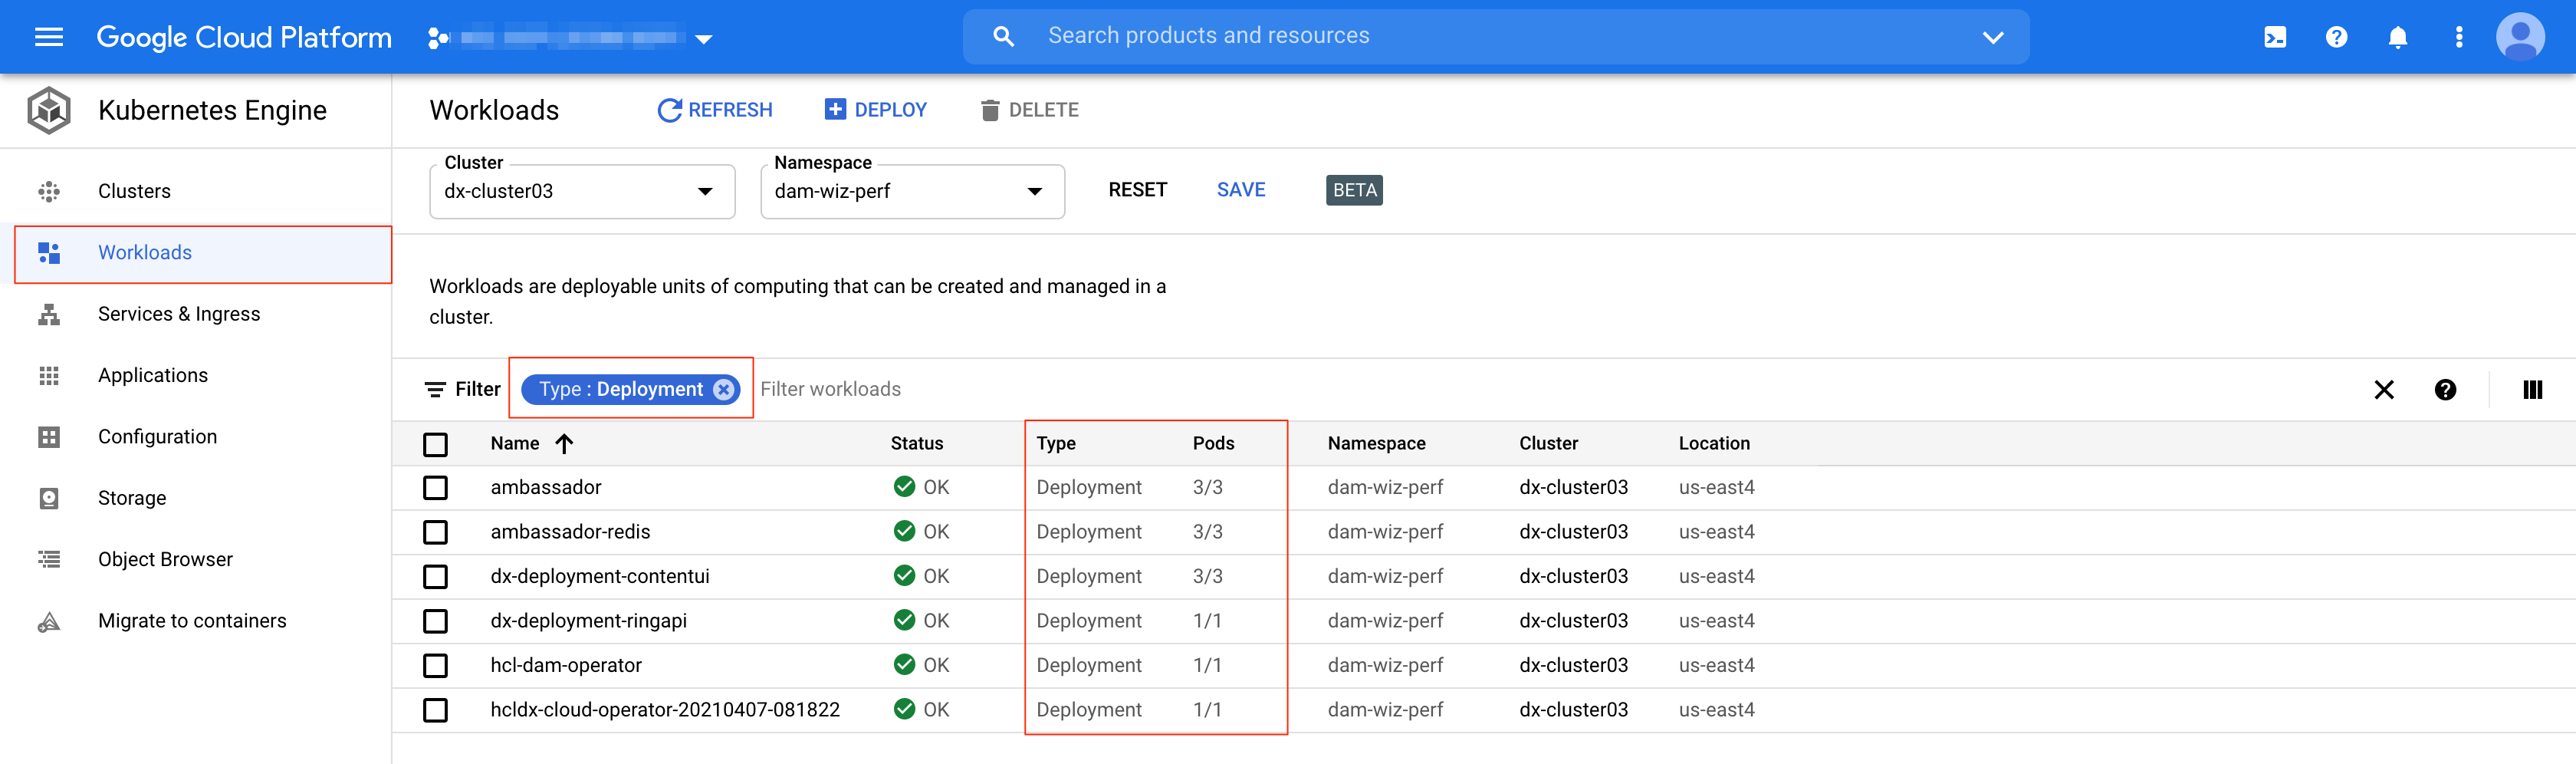 Google Cloud Platform
Search products and resources
Kubernetes Engine
Workloads
REFRESH
DEPLOY
DELETE
Clusters
Workloads
Services & Ingress
Applications
Configuration
Storage
Object Browser
Migrate to containers
Cluster
dx-cluster03
Namespace
dam-wiz-perf
RESET
SAVE
BETA
Workloads are deployable units of computing that can be created and managed in a
cluster.
Filter Type : Deployment Filter workloads
Name Status Type Pods Namespace Cluster Location
ambassador OK Deployment 3/3 dam-wiz-perf dx-cluster03 us-east4
ambassador-redis OK Deployment 3/3 dam-wiz-perf dx-cluster03 us-east4
dx-deployment-contentui OK Deployment 3/3 dam-wiz-perf dx-cluster03 us-east4
dx-deployment-ringapi OK Deployment 1/1 dam-wiz-perf dx-cluster03 us-east4
hcl-dam-operator OK Deployment 1/1 dam-wiz-perf dx-cluster03 us-east4
hcldx-cloud-operator-20210407-081822 OK Deployment 1/1 dam-wiz-perf dx-cluster03 us-east4